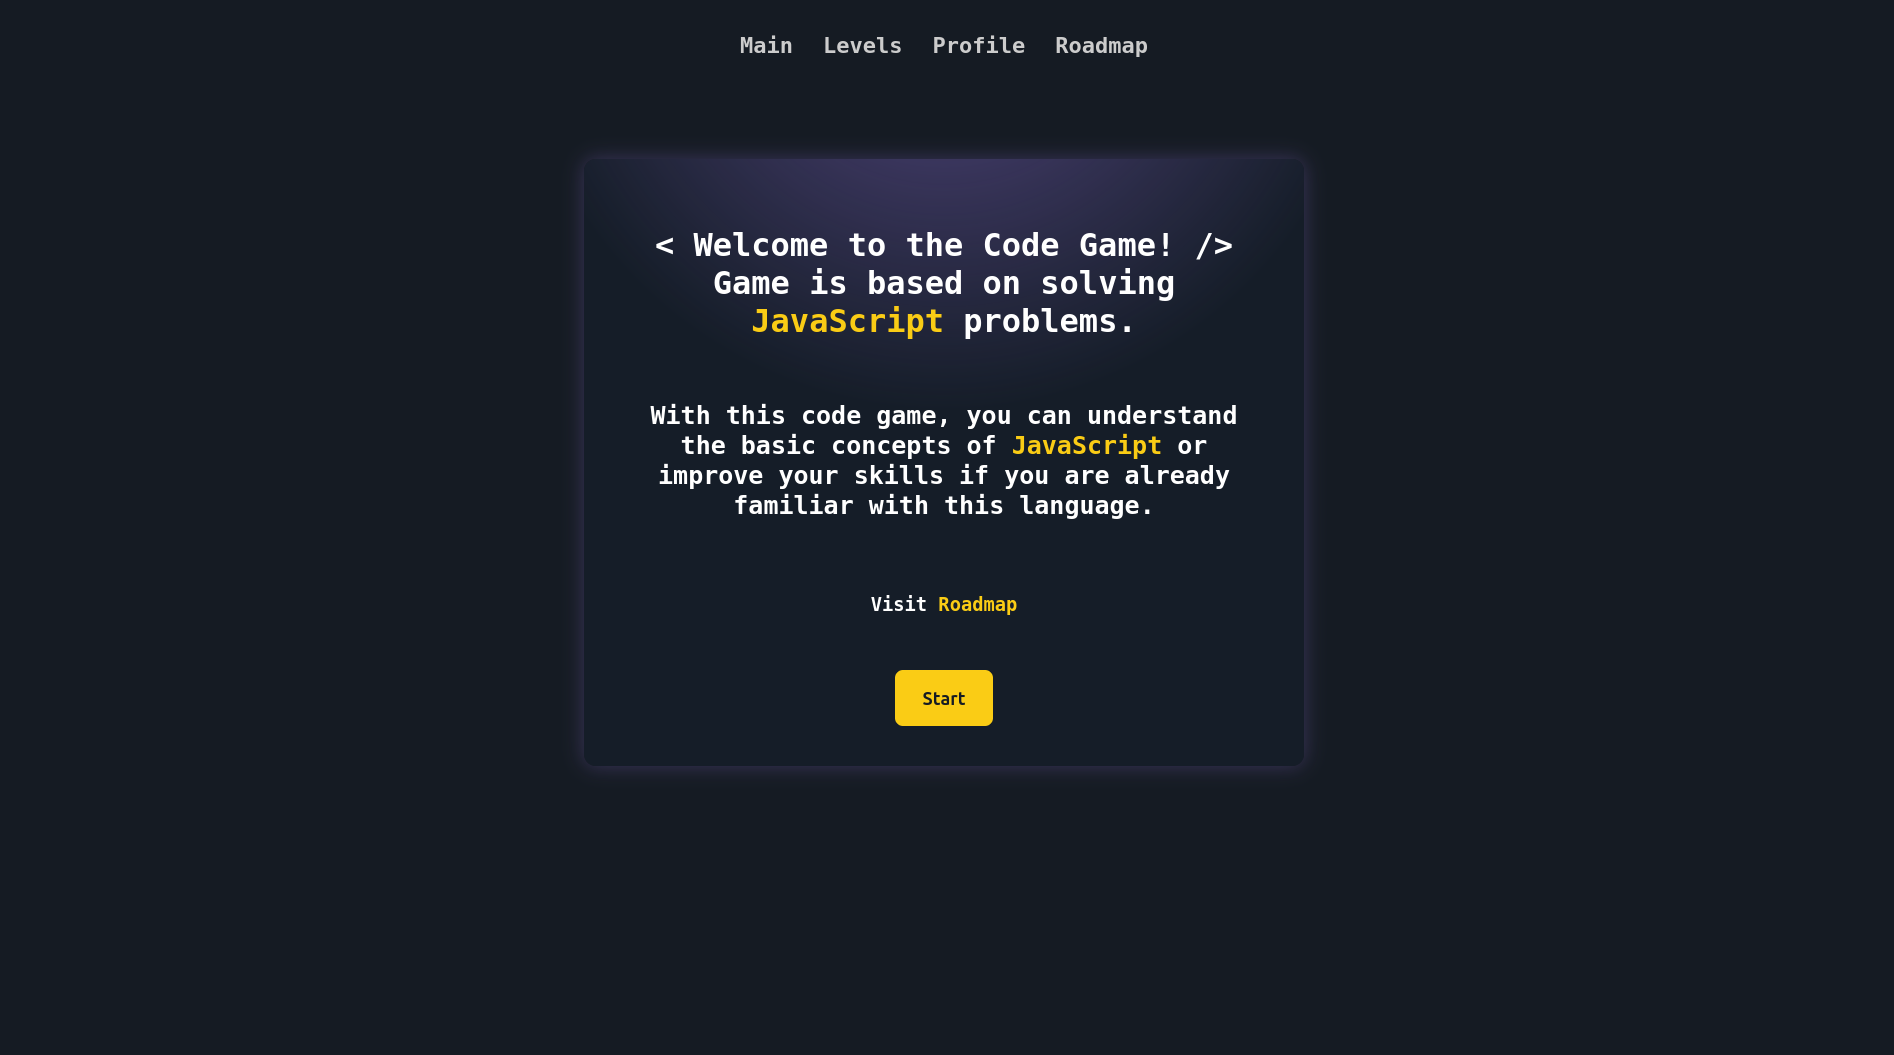 Main Levels Profile Roadmap
< Welcome to the Code Game! />
Game is based on solving
JavaScript problems.
With this code game, you can understand
the basic concepts of JavaScript or
improve your skills if you are already
familiar with this language.
Visit Roadmap
Start